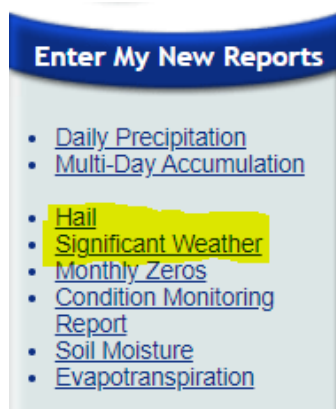 Enter My New Reports
Daily Precipitation
Multi-Day Accumulation
Hail
Significant Weather
Monthly Zeros
Condition Monitoring
Report
Soil Moisture
Evapotranspiration